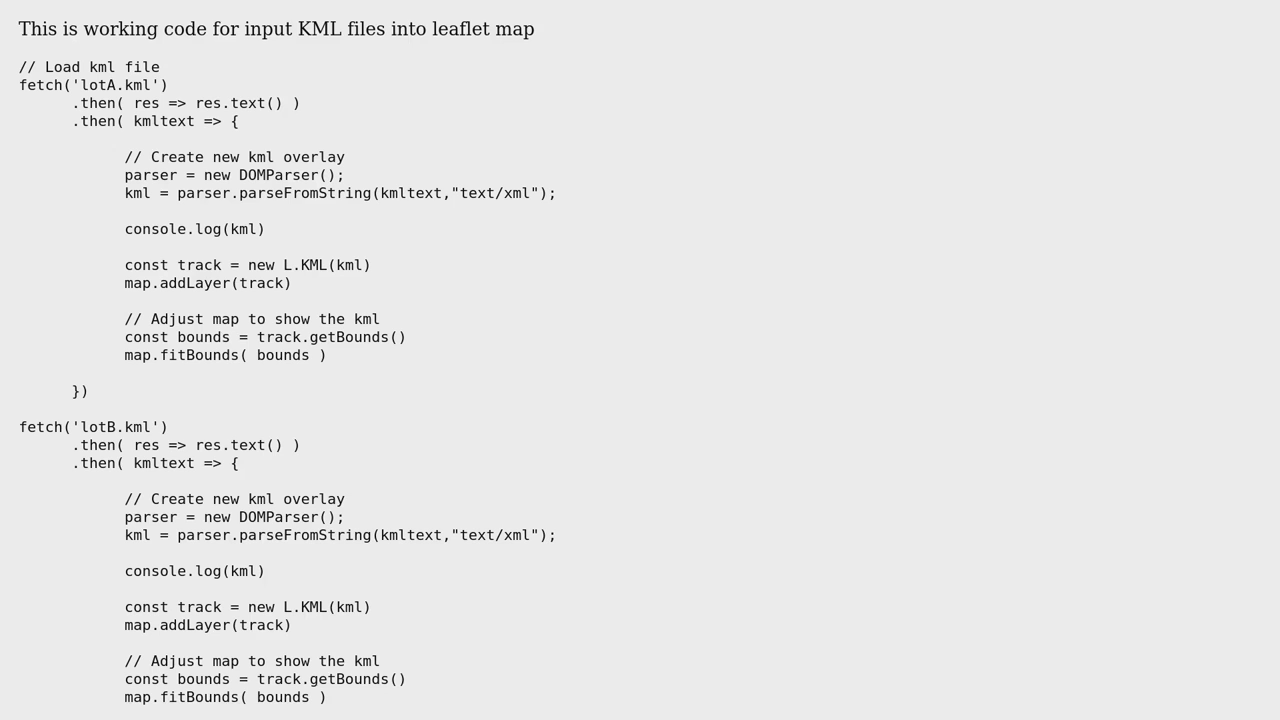 This is working code for input KML files into leaflet map
// Load kml file
fetch('lotA.kml')
.then( res => res.text() )
.then( kmltext => {
// Create new kml overlay
parser = new DOMParser();
kml = parser.parseFromString(kmltext,"text/xml");
console.log(kml)
const track = new L.KML(kml)
map.addLayer(track)
// Adjust map to show the kml
const bounds = track.getBounds()
map.fitBounds( bounds )
})
fetch('lotB.kml')
.then( res => res.text() )
.then( kmltext => {
// Create new kml overlay
parser = new DOMParser();
kml = parser.parseFromString(kmltext,"text/xml");
console.log(kml)
const track = new L.KML(kml)
map.addLayer(track)
// Adjust map to show the kml
const bounds = track.getBounds()
map.fitBounds( bounds )